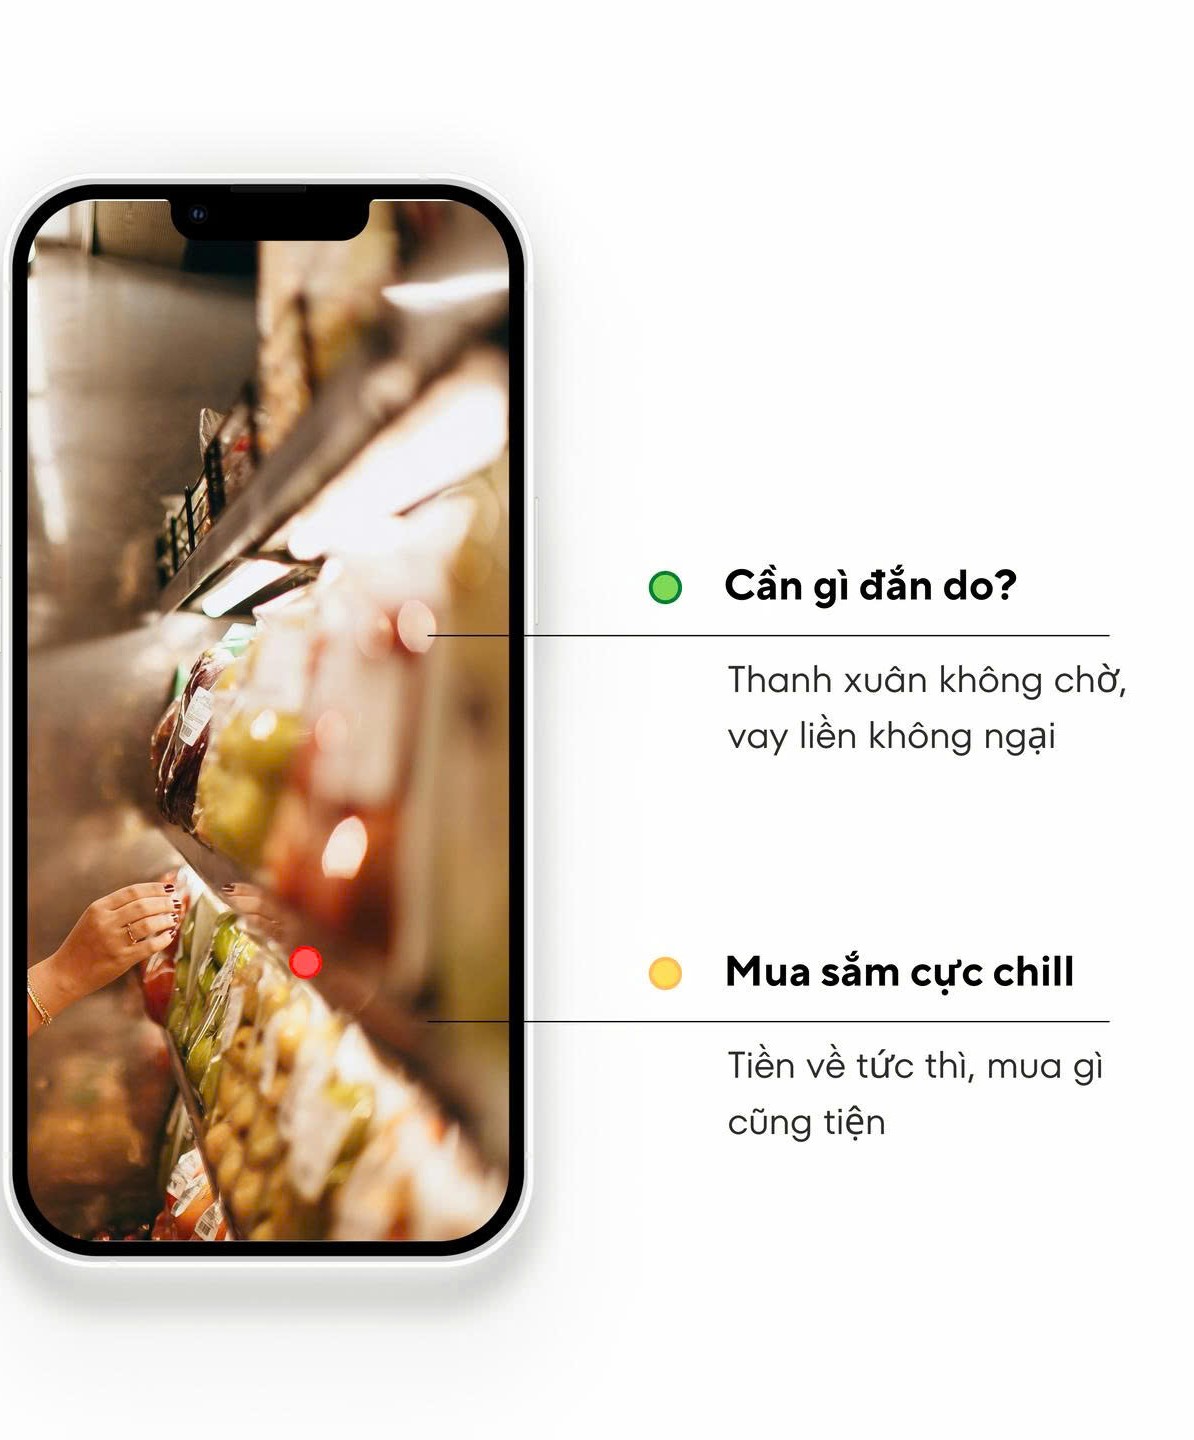 Cần gì đắn do?
Thanh xuân không chờ,
vay liền không ngại
Mua sắm cực chill
Tiền về tức thì, mua gì
cũng tiện